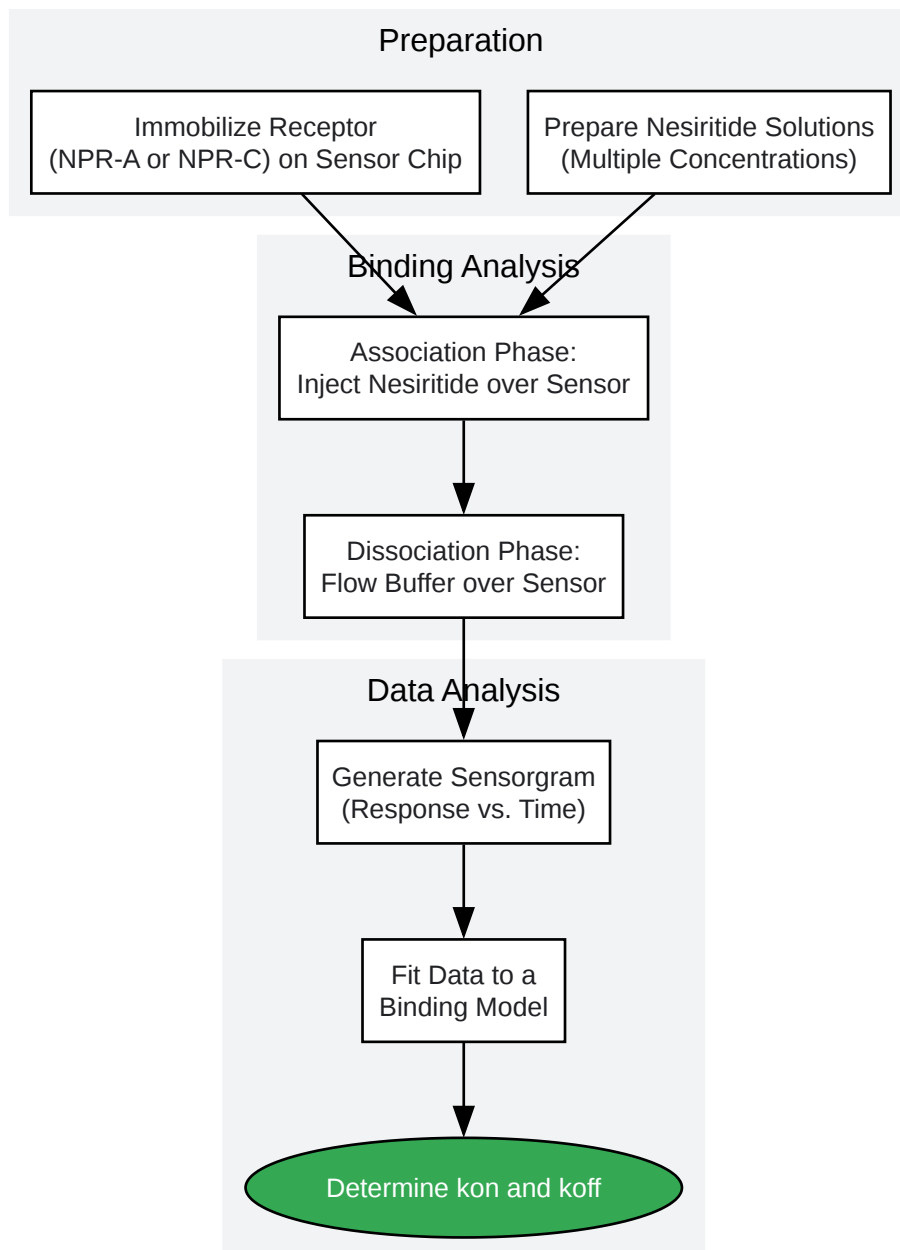 Preparation
Immobilize Receptor
(NPR-A or NPR-C) on Sensor Chip
Prepare Nesiritide Solutions
(Multiple Concentrations)
Binding Analysis
Association Phase:
Inject Nesiritide over Sensor
Dissociation Phase:
Flow Buffer over Sensor
Data Analysis
Generate Sensorgram
(Response vs. Time)
Fit Data to a
Binding Model
Determine kon and koff